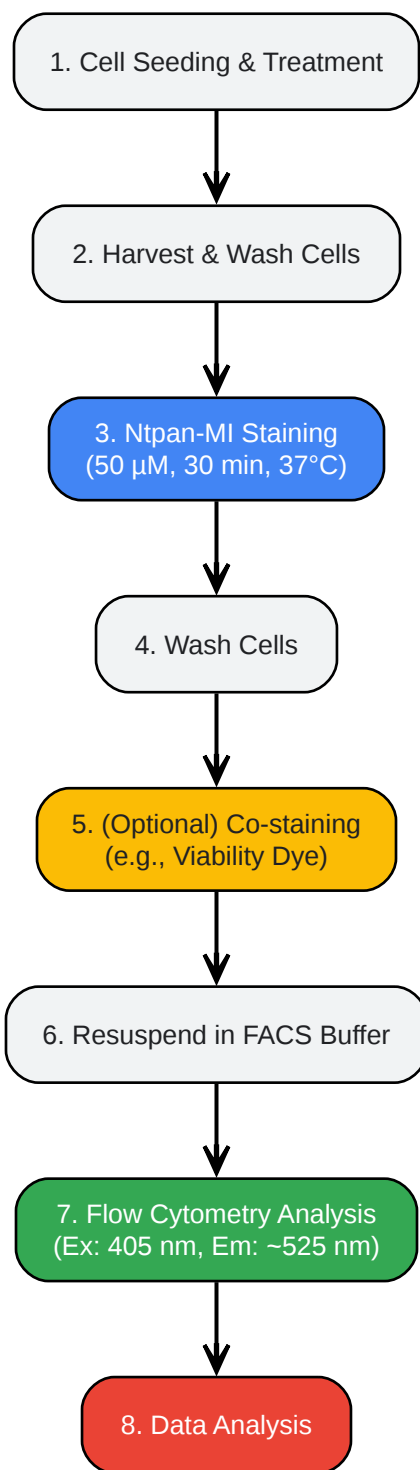 1. Cell Seeding & Treatment
2. Harvest & Wash Cells
3. Ntpan-MI Staining
(50 µM, 30 min, 37°C)
4. Wash Cells
5. (Optional) Co-staining
(e.g., Viability Dye)
6. Resuspend in FACS Buffer
7. Flow Cytometry Analysis
(Ex: 405 nm, Em: ~525 nm)
8. Data Analysis